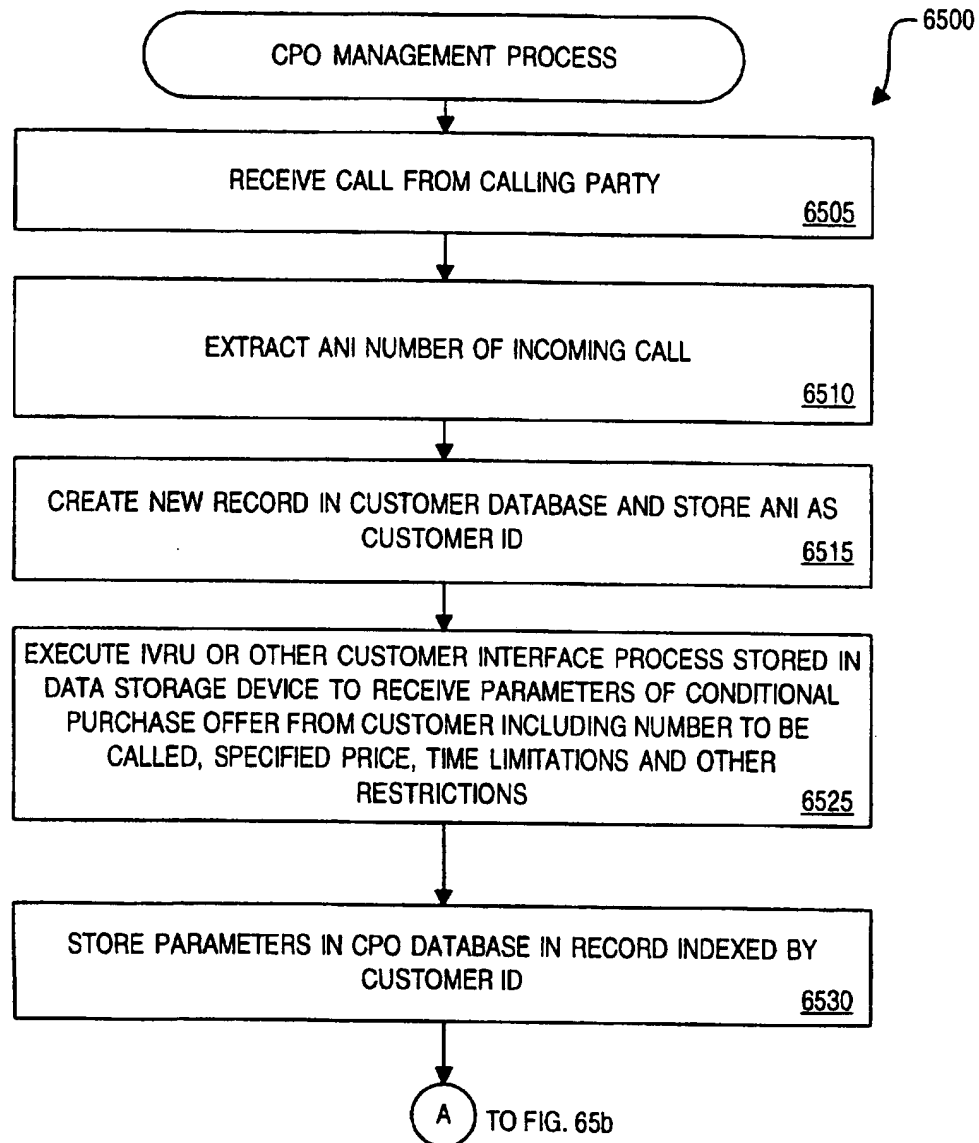 6500
CPO MANAGEMENT PROCESS
RECEIVE CALL FROM CALLING PARTY
6505
EXTRACT ANI NUMBER OF INCOMING CALL
6510
CREATE NEW RECORD IN CUSTOMER DATABASE AND STORE ANI AS
CUSTOMER ID
6515
EXECUTE IVRU OR OTHER CUSTOMER INTERFACE PROCESS STORED IN
DATA STORAGE DEVICE TO RECEIVE PARAMETERS OF CONDITIONAL
PURCHASE OFFER FROM CUSTOMER INCLUDING NUMBER TO BE
CALLED, SPECIFIED PRICE, TIME LIMITATIONS AND OTHER
RESTRICTIONS
6525
STORE PARAMETERS IN CPO DATABASE IN RECORD INDEXED BY
CUSTOMER ID
6530
A TO FIG. 65b